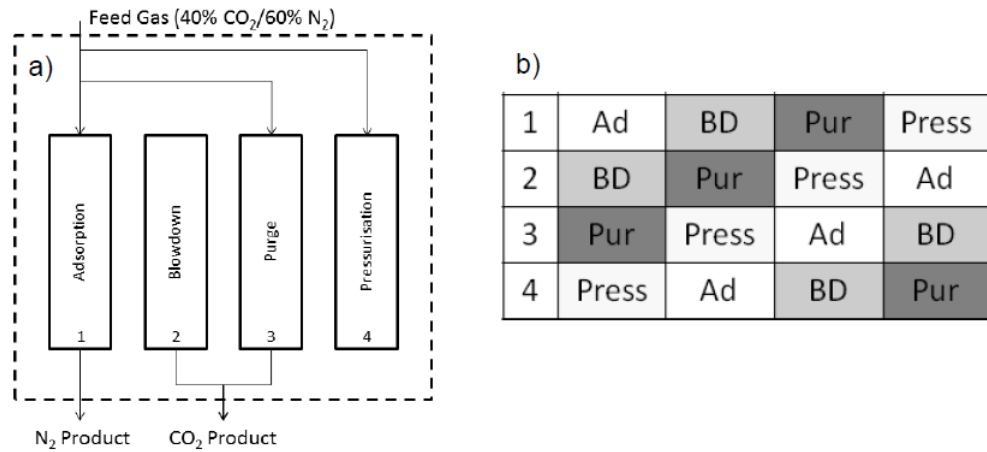 Feed Gas (40% CO₂/60% N₂)
a)
Adsorption
1
Blowdown
2
Purge
3
Pressurisation
4
N₂ Product
CO₂ Product
b)
1 Ad BD Pur Press
2 BD Pur Press Ad
3 Pur Press Ad BD
4 Press Ad BD Pur